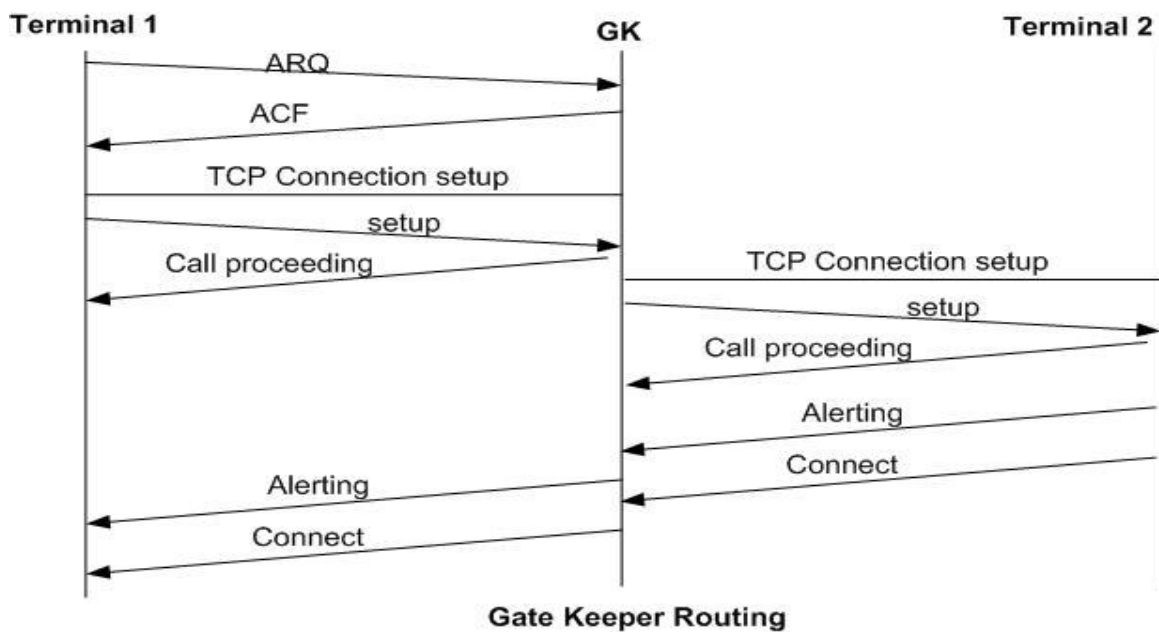 Terminal 1
GK
Terminal 2
ARQ
ACF
TCP Connection setup
setup
Call proceeding
TCP Connection setup
setup
Call proceeding
Alerting
Connect
Alerting
Connect
Gate Keeper Routing